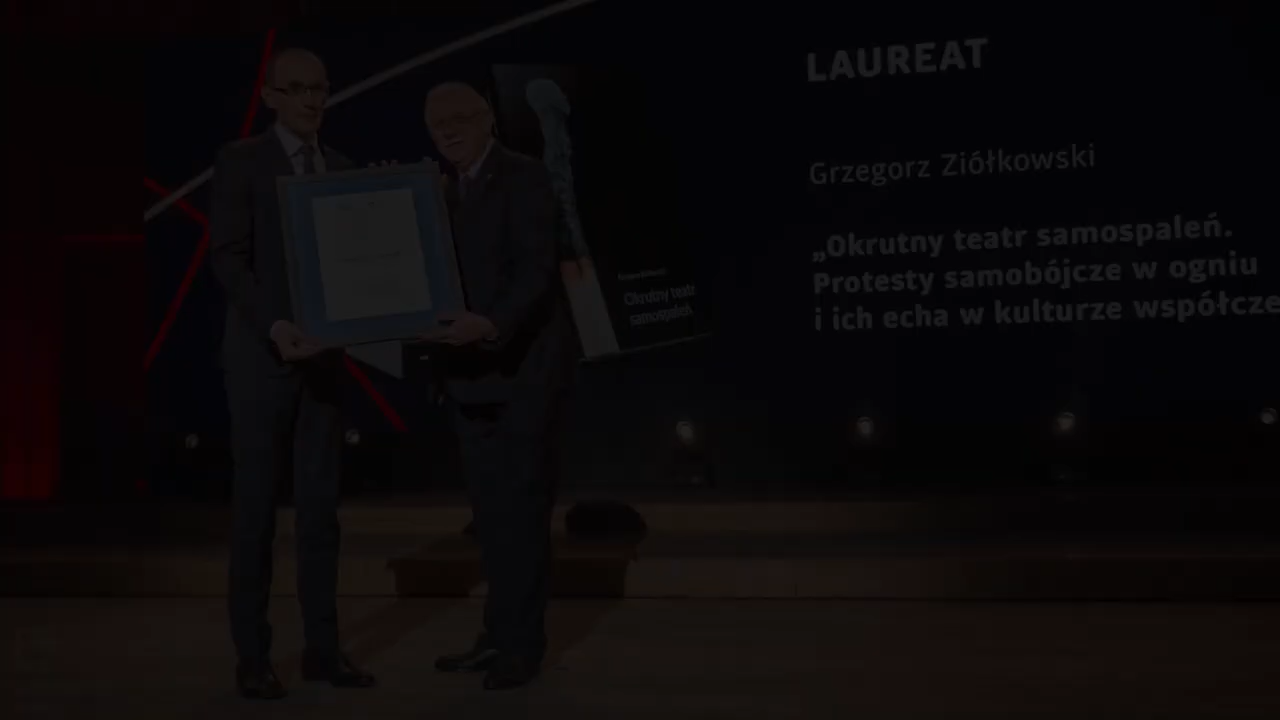 LAUREAT
Grzegorz Ziółkowski
„Okrutny teatr samospaleń.
Protesty samobójcze w ogniu
i ich echa w kulturze współcze
Okrutny teatr
samospaleń